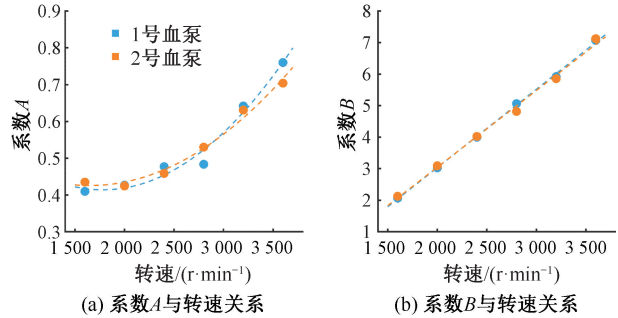 0.9
0.8
0.7
0.6
0.5
0.4
0.3
系数A
1号血泵
2号血泵
1 500 2 000 2 500 3 000 3 500
转速/(r·min⁻¹)
(a) 系数A与转速关系
8
7
6
5
4
3
2
1
系数B
1 500 2 000 2 500 3 000 3 500
转速/(r·min⁻¹)
(b) 系数B与转速关系